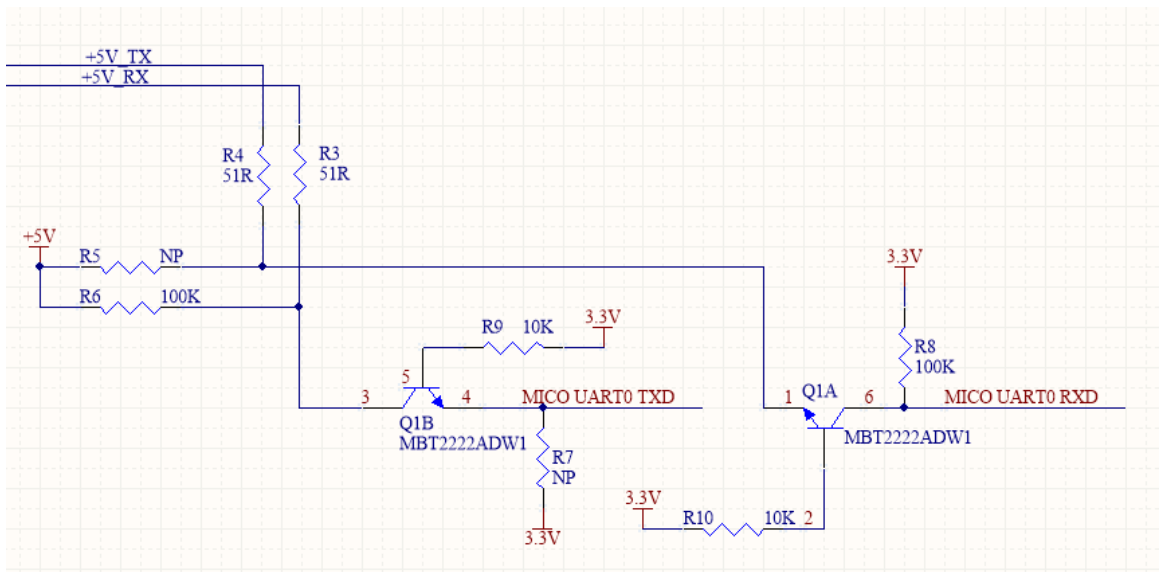 +5V_TX
+5V_RX
R4
51R
R3
51R
+5V
R5 NP
R6 100K
3.3V
R9 10K 3.3V
R8
100K
5
3 4 MICO UART0 TXD
Q1B
MBT2222ADW1
R7
NP
3.3V
Q1A
1 6 MICO UART0 RXD
MBT2222ADW1
3.3V
R10 10K 2